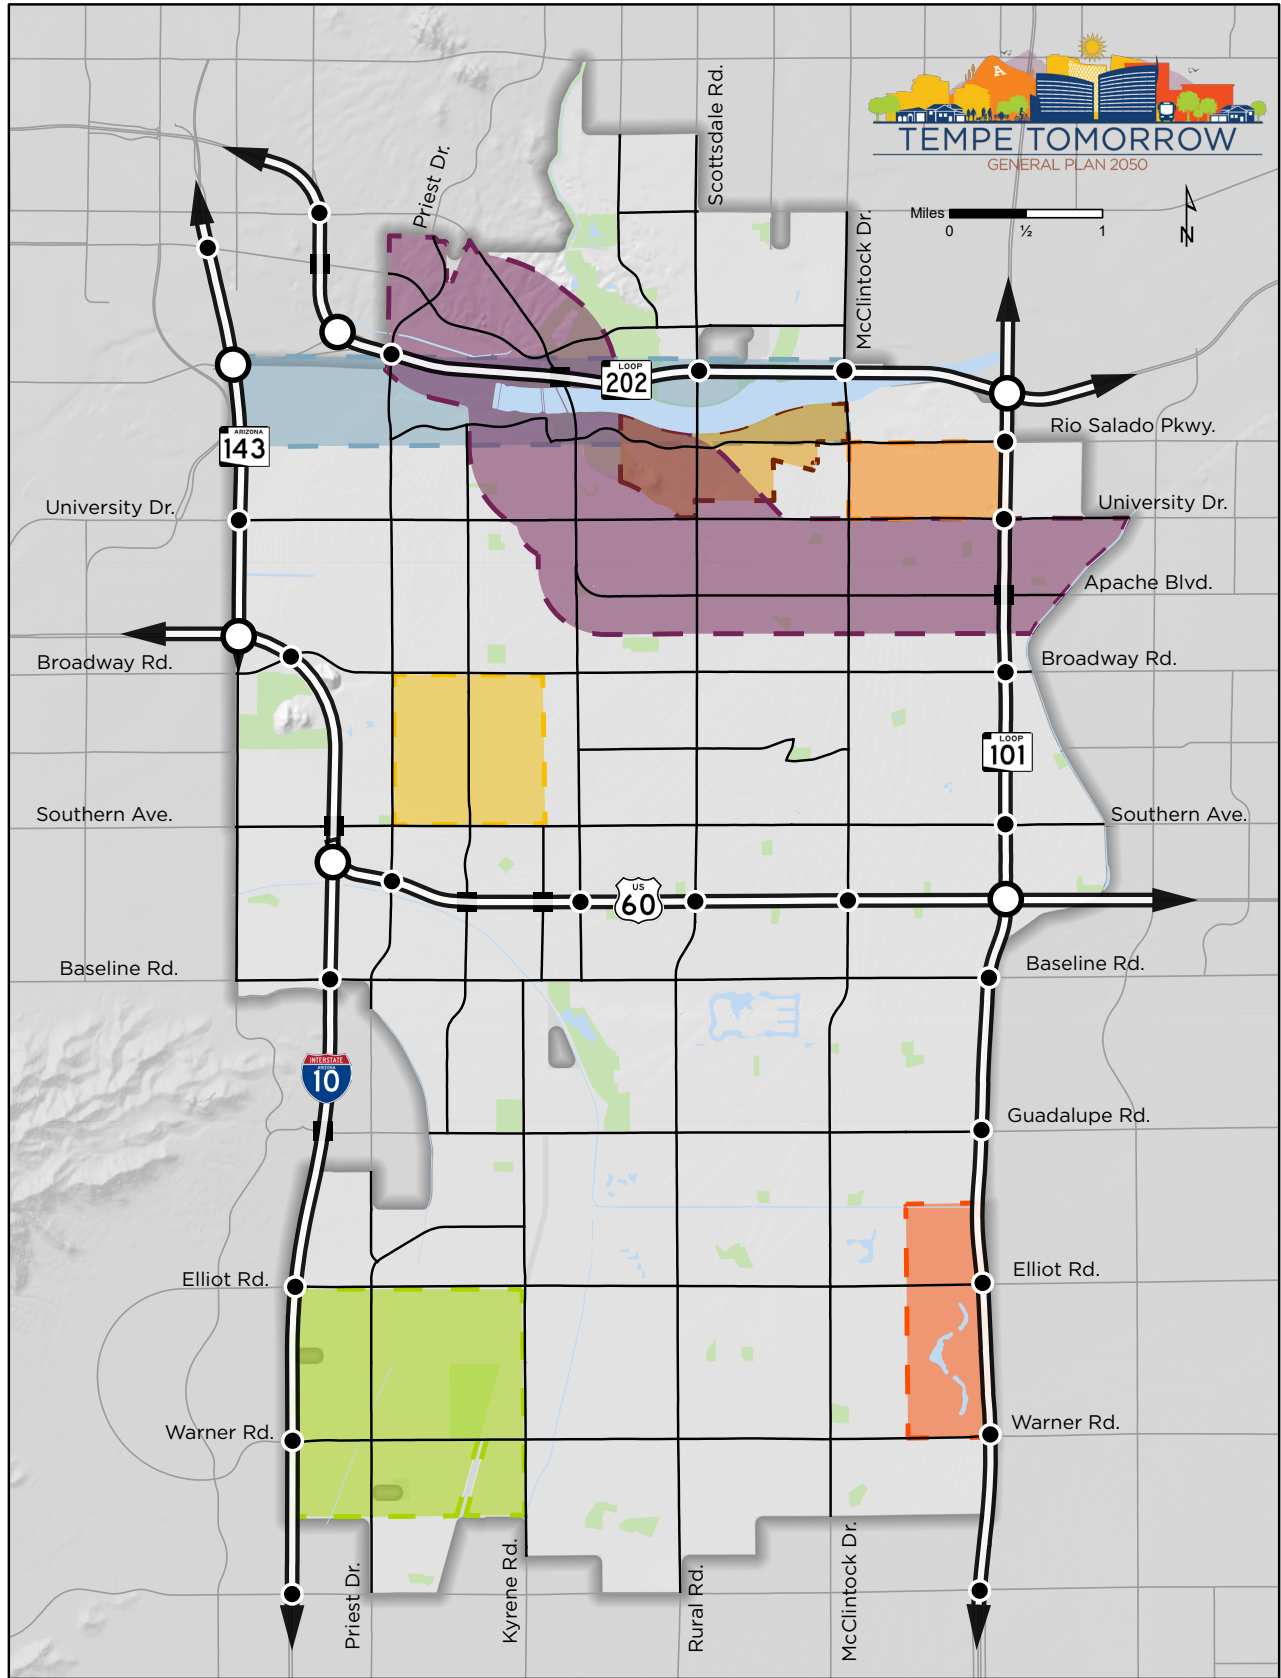 A
TEMPE TOMORROW
GENERAL PLAN 2050
Miles
0 ½ 1
N
Priest Dr.
Scottsdale Rd.
McClintock Dr.
LOOP
202
ARIZONA
143
Rio Salado Pkwy.
University Dr.
University Dr.
Apache Blvd.
Broadway Rd.
Broadway Rd.
LOOP
101
Southern Ave.
Southern Ave.
US
60
Baseline Rd.
Baseline Rd.
INTERSTATE
ARIZONA
10
Guadalupe Rd.
Elliot Rd.
Elliot Rd.
Warner Rd.
Warner Rd.
Priest Dr.
Kyrene Rd.
Rural Rd.
McClintock Dr.